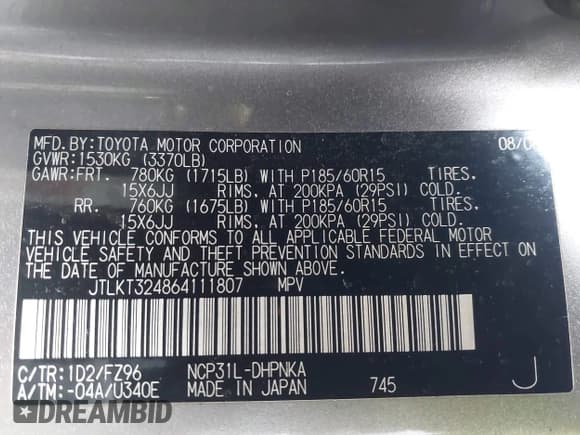 MFD.BY:TOYOTA MOTOR CORPORATION
GVWR:1530KG (3370LB)
GAWR:FRT. 780KG (1715LB) WITH P185/60R15 TIRES.
15X6JJ RIMS, AT 200KPA (29PSI) COLD.
RR. 760KG (1675LB) WITH P185/60R15 TIRES.
15X6JJ RIMS, AT 200KPA (29PSI) COLD.
THIS VEHICLE CONFORMS TO ALL APPLICABLE FEDERAL MOTOR
VEHICLE SAFETY AND THEFT PREVENTION STANDARDS IN EFFECT ON
THE DATE OF MANUFACTURE SHOWN ABOVE.
JTLKT324864111807 MPV
C/TR:1D2/FZ96 NCP31L-DHPNKA
A/TM:-04A/U340E MADE IN JAPAN 745 J
DREAMBID